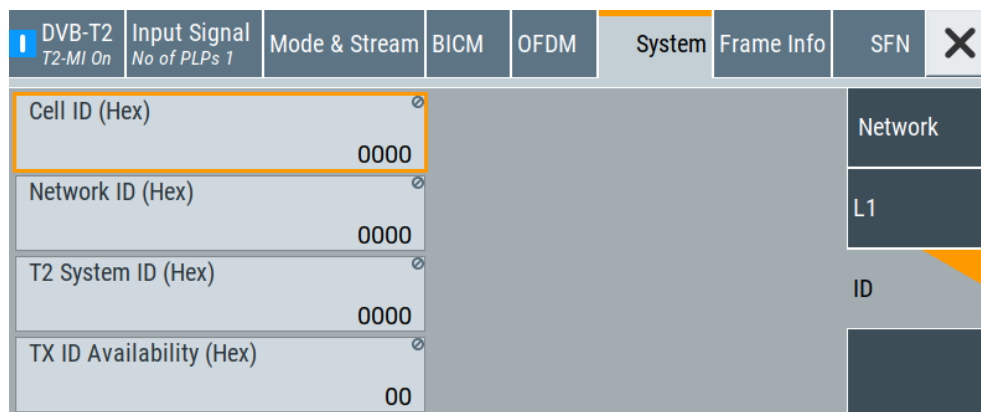 DVB-T2
T2-MI On
Input Signal
No of PLPs 1
Mode & Stream
BICM
OFDM
System
Frame Info
SFN
Cell ID (Hex)
0000
Network ID (Hex)
0000
T2 System ID (Hex)
0000
TX ID Availability (Hex)
00
Network
L1
ID